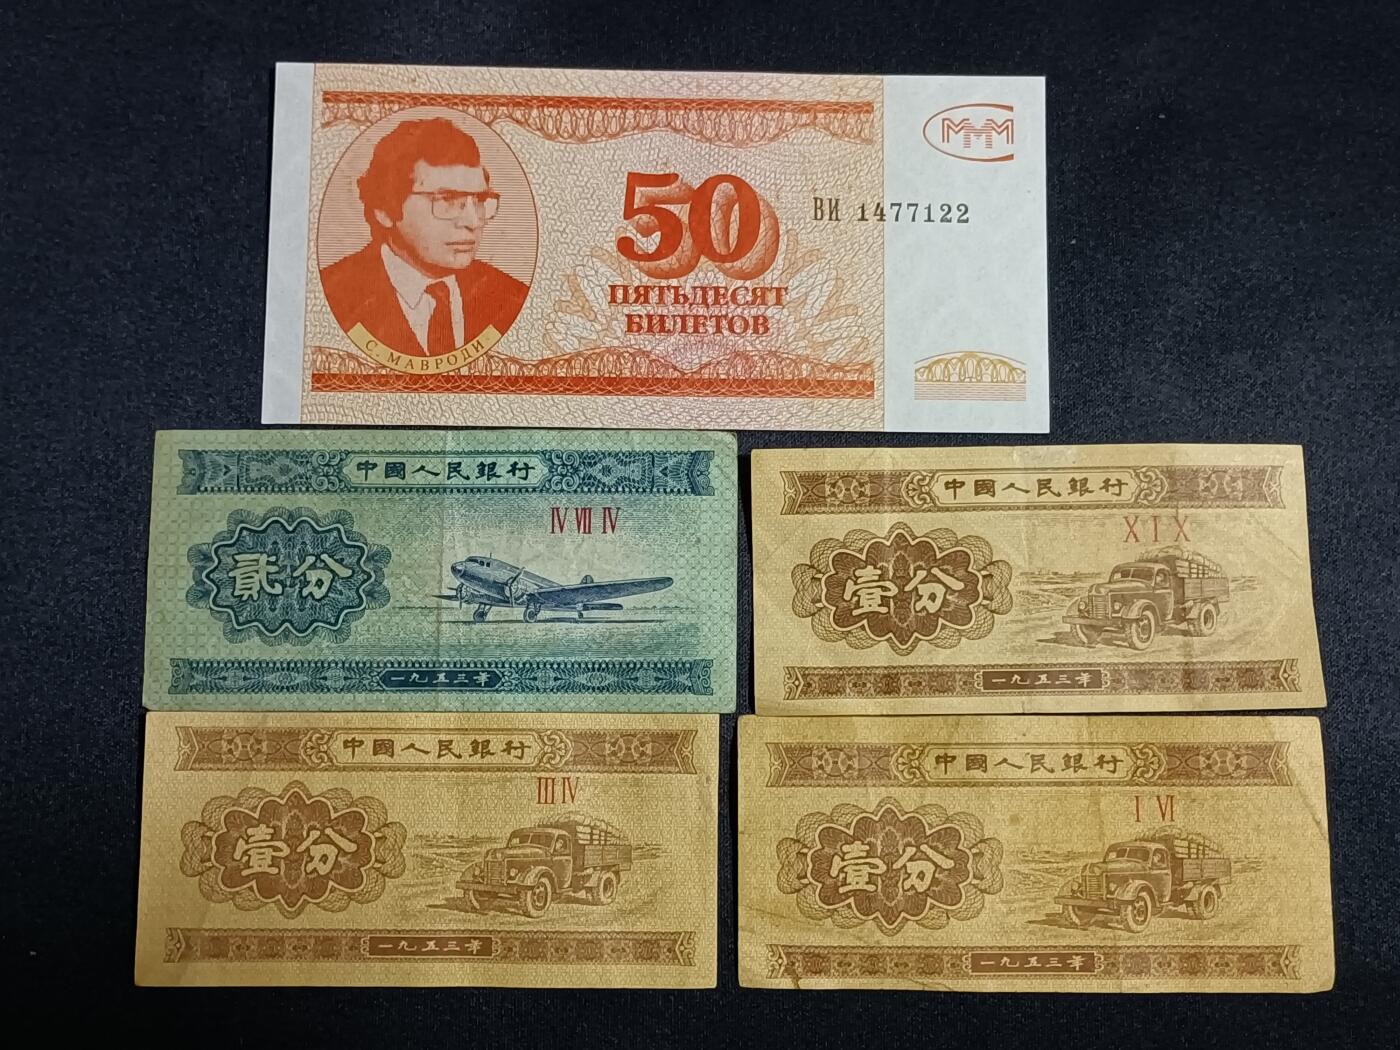 МММ
50
ВИ 1477122
ПЯТЬДЕСЯТ
БИЛЕТОВ
С. МАВРОДИ
中國人民銀行
IV VII IV
貳分
一九五三年
中國人民銀行
X I X
壹分
一九五三年
中國人民銀行
III IV
壹分
一九五三年
中國人民銀行
I VI
壹分
一九五三年